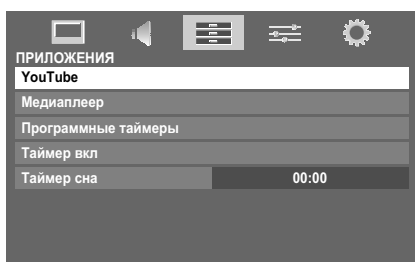 ПРИЛОЖЕНИЯ
YouTube
Медиаплеер
Программные таймеры
Таймер вкл
Таймер сна 00:00